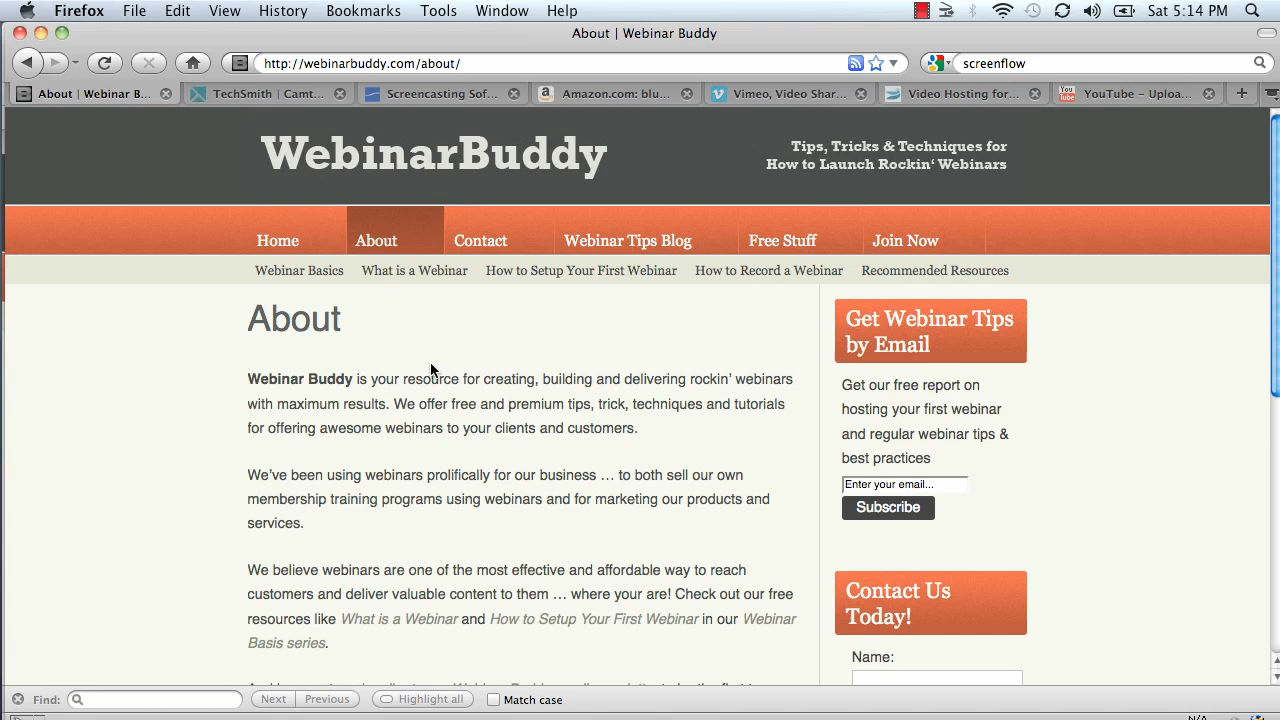 Firefox File Edit View History Bookmarks Tools Window Help Sat 5:14 PM
About | Webinar Buddy
http://webinarbuddy.com/about/ screenflow
About | Webinar B... TechSmith | Camt... Screencasting Sof... Amazon.com: blu... Vimeo, Video Shar... Video Hosting for... YouTube – Uploa...
WebinarBuddy
Tips, Tricks & Techniques for
How to Launch Rockin‘ Webinars
Home About Contact Webinar Tips Blog Free Stuff Join Now
Webinar Basics What is a Webinar How to Setup Your First Webinar How to Record a Webinar Recommended Resources
About
Webinar Buddy is your resource for creating, building and delivering rockin’ webinars
with maximum results. We offer free and premium tips, trick, techniques and tutorials
for offering awesome webinars to your clients and customers.
We’ve been using webinars prolifically for our business … to both sell our own
membership training programs using webinars and for marketing our products and
services.
We believe webinars are one of the most effective and affordable way to reach
customers and deliver valuable content to them … where your are! Check out our free
resources like What is a Webinar and How to Setup Your First Webinar in our Webinar
Basis series.
Get Webinar Tips
by Email
Get our free report on
hosting your first webinar
and regular webinar tips &
best practices
Enter your email...
Subscribe
Contact Us
Today!
Name:
Find: Next Previous Highlight all Match case